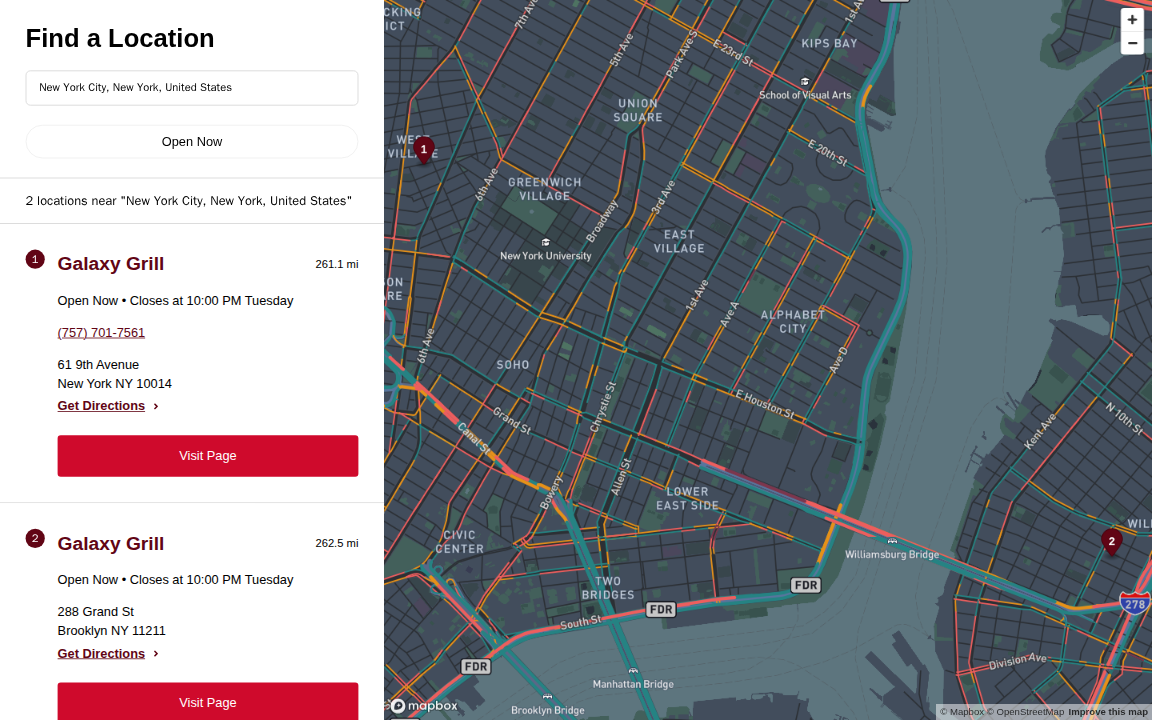 Find a Location
New York City, New York, United States
Open Now
2 locations near "New York City, New York, United States"
1
Galaxy Grill
261.1 mi
Open Now • Closes at 10:00 PM Tuesday
(757) 701-7561
61 9th Avenue
New York NY 10014
Get Directions
Visit Page
2
Galaxy Grill
262.5 mi
Open Now • Closes at 10:00 PM Tuesday
288 Grand St
Brooklyn NY 11211
Get Directions
Visit Page
CKING
ICT
7th Ave
5th Ave
Park Ave S
E 23rd St
1st Av
KIPS BAY
+
−
School of Visual Arts
UNION
SQUARE
WEST
VILLAGE
1
E 20th St
6th Ave
GREENWICH
VILLAGE
3rd Ave
Broadway
EAST
VILLAGE
New York University
ON
RE
1st Ave
Ave A
ALPHABET
CITY
6th Ave
SOHO
Ave D
Chrystie St
E Houston St
Grand St
Canal St
Kent Ave
N 10th St
Allen St
Bowery
LOWER
EAST SIDE
WILL
CIVIC
CENTER
2
Williamsburg Bridge
TWO
BRIDGES
FDR
FDR
278
South St
FDR
Division Ave
Manhattan Bridge
Brooklyn Bridge
mapbox
© Mapbox © OpenStreetMap Improve this map